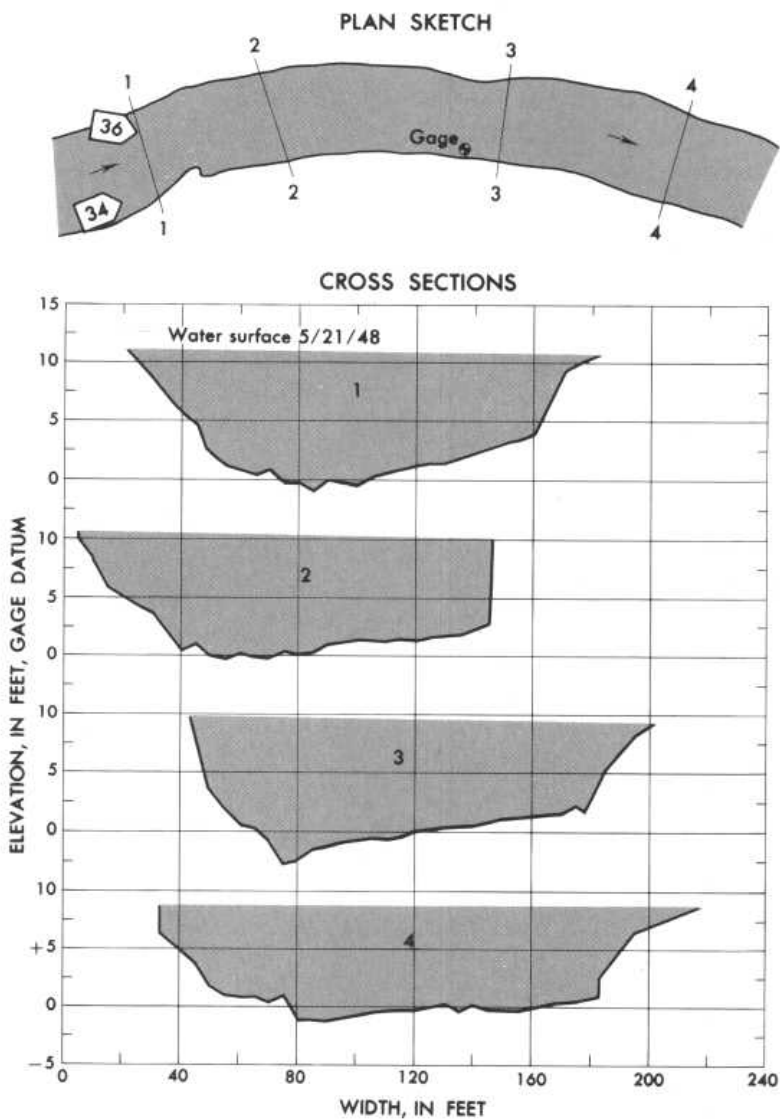 PLAN SKETCH
1 2 3 4
36
34
Gage
1 2 3 4
CROSS SECTIONS
ELEVATION, IN FEET, GAGE DATUM
15
Water surface 5/21/48
10
1
5
0
10
2
5
0
10
3
5
0
10
+5
4
0
−5
0 40 80 120 160 200 240
WIDTH, IN FEET